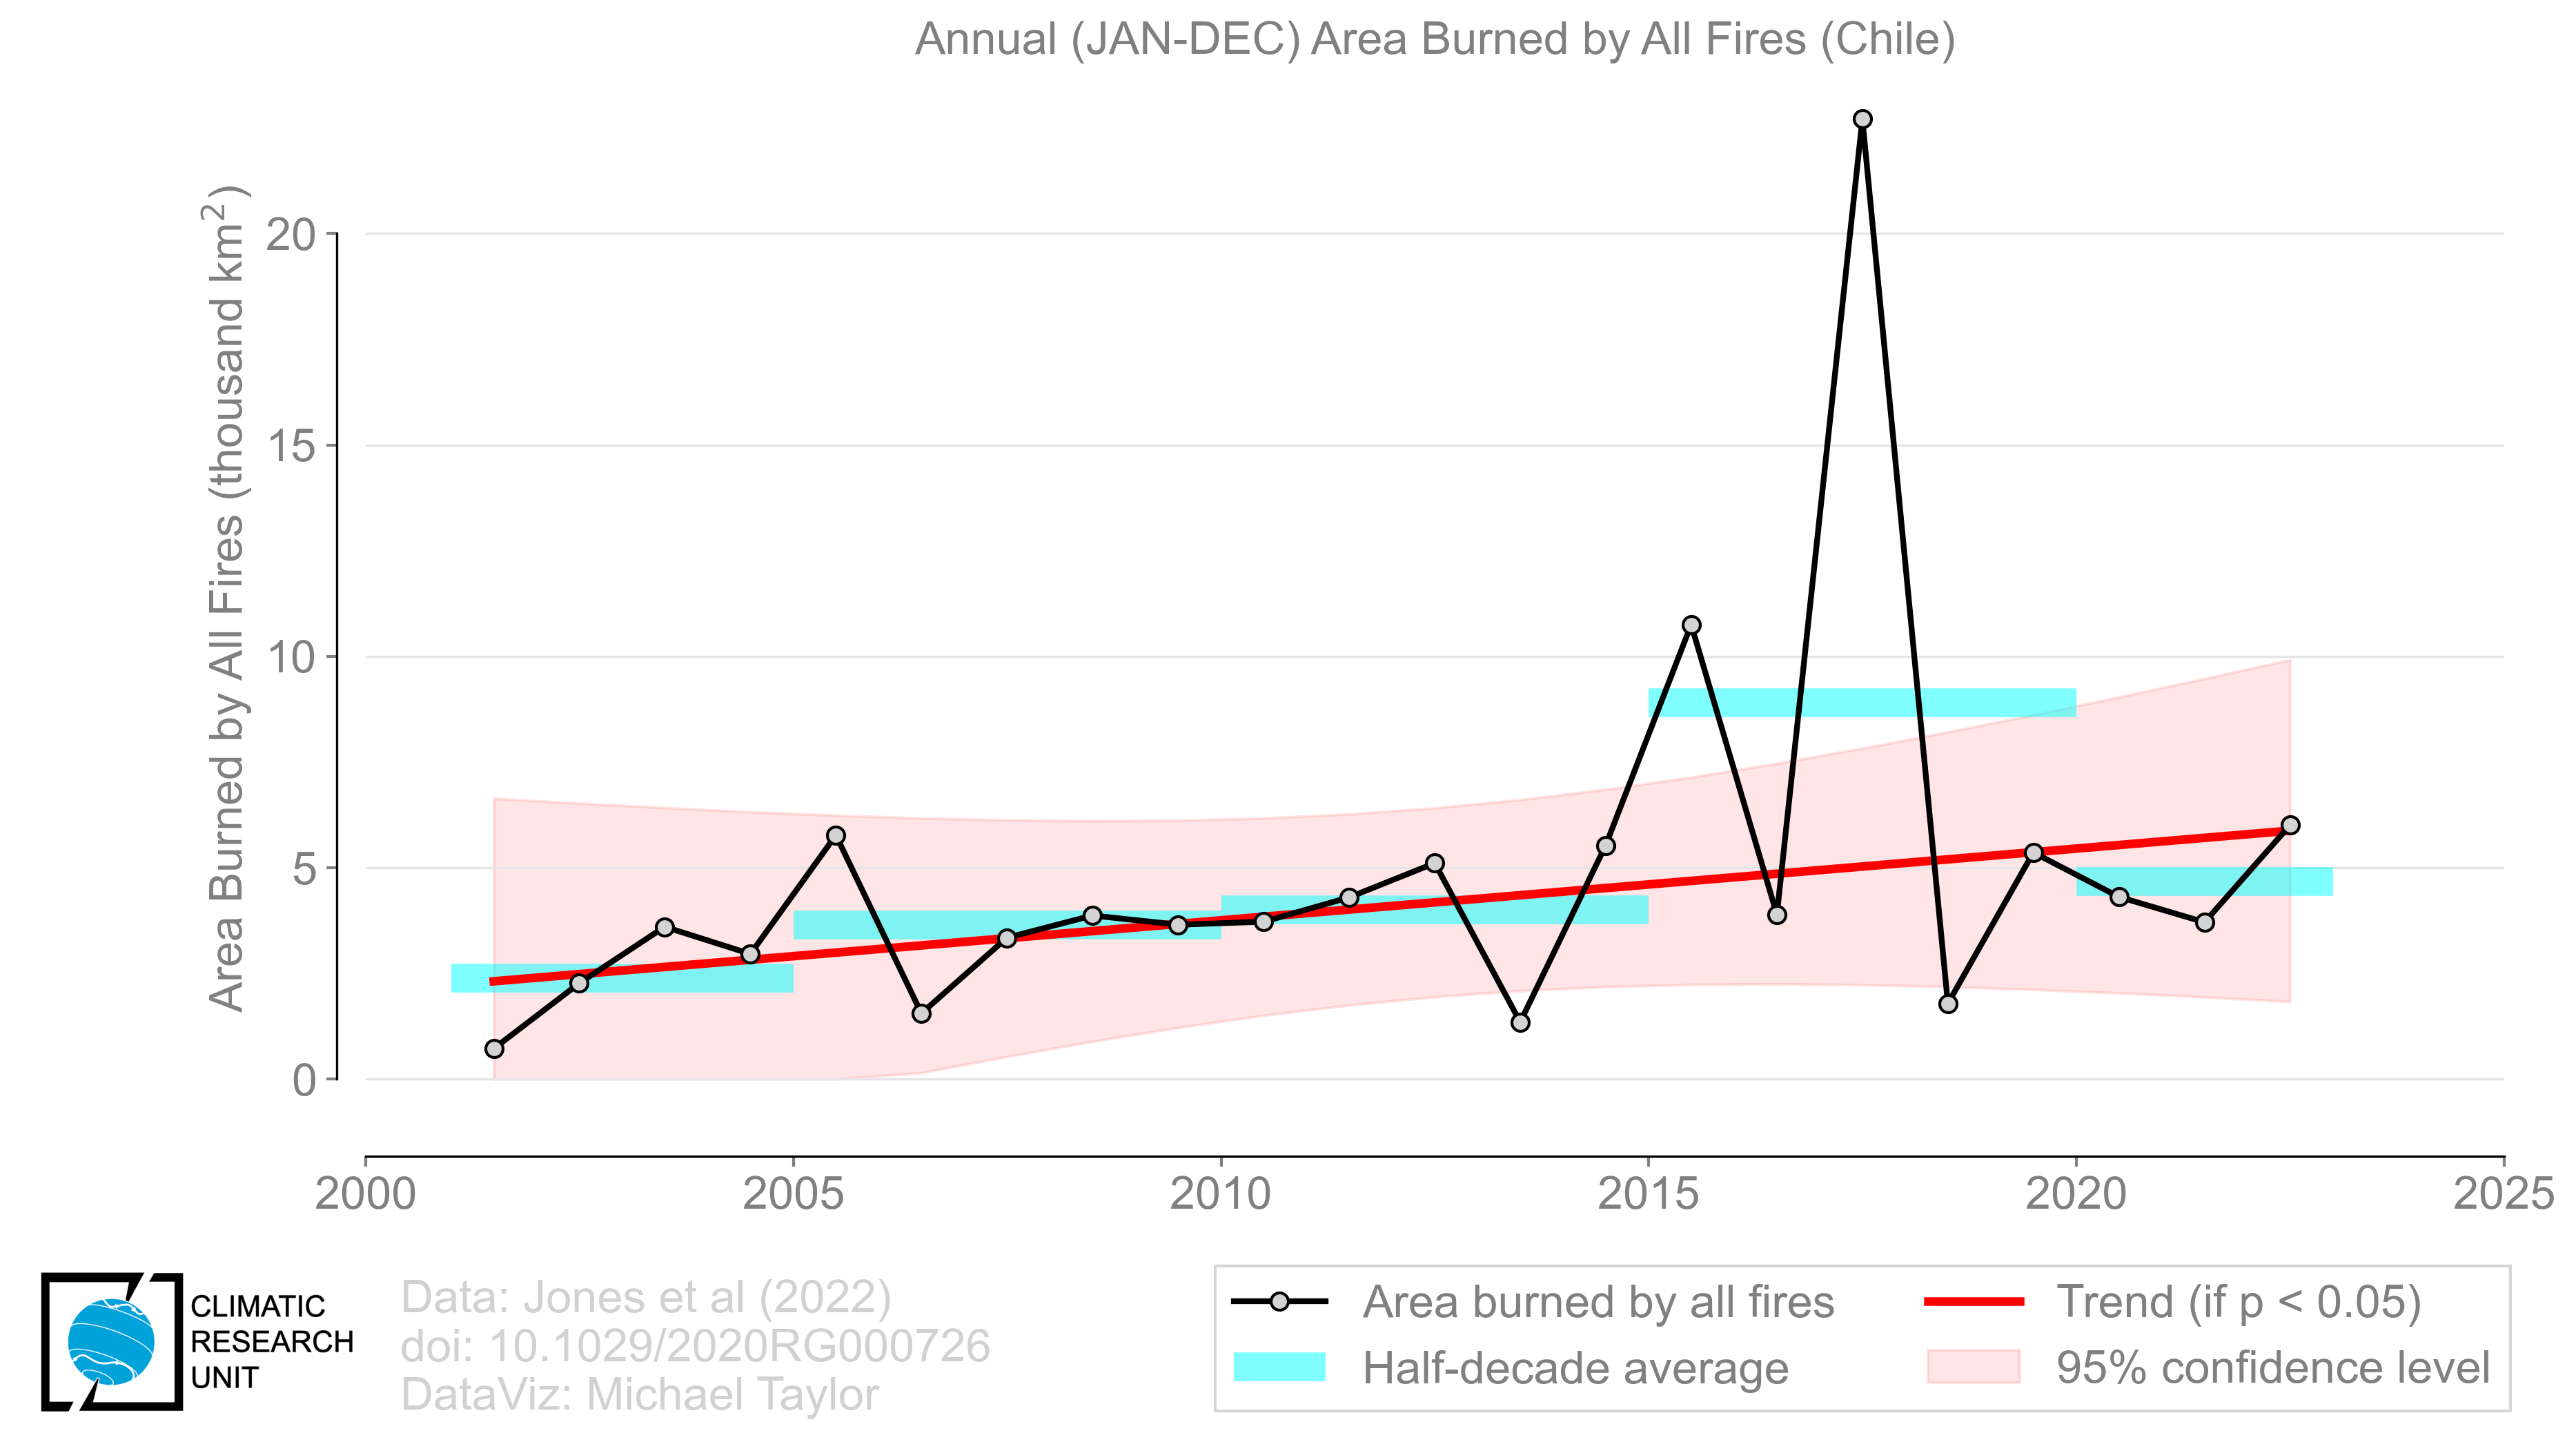 Annual (JAN-DEC) Area Burned by All Fires (Chile)
Area Burned by All Fires (thousand km²)
20
15
10
5
0
2000
2005
2010
2015
2020
2025
CLIMATIC
RESEARCH
UNIT
Data: Jones et al (2022)
doi: 10.1029/2020RG000726
DataViz: Michael Taylor
Area burned by all fires
Half-decade average
Trend (if p < 0.05)
95% confidence level